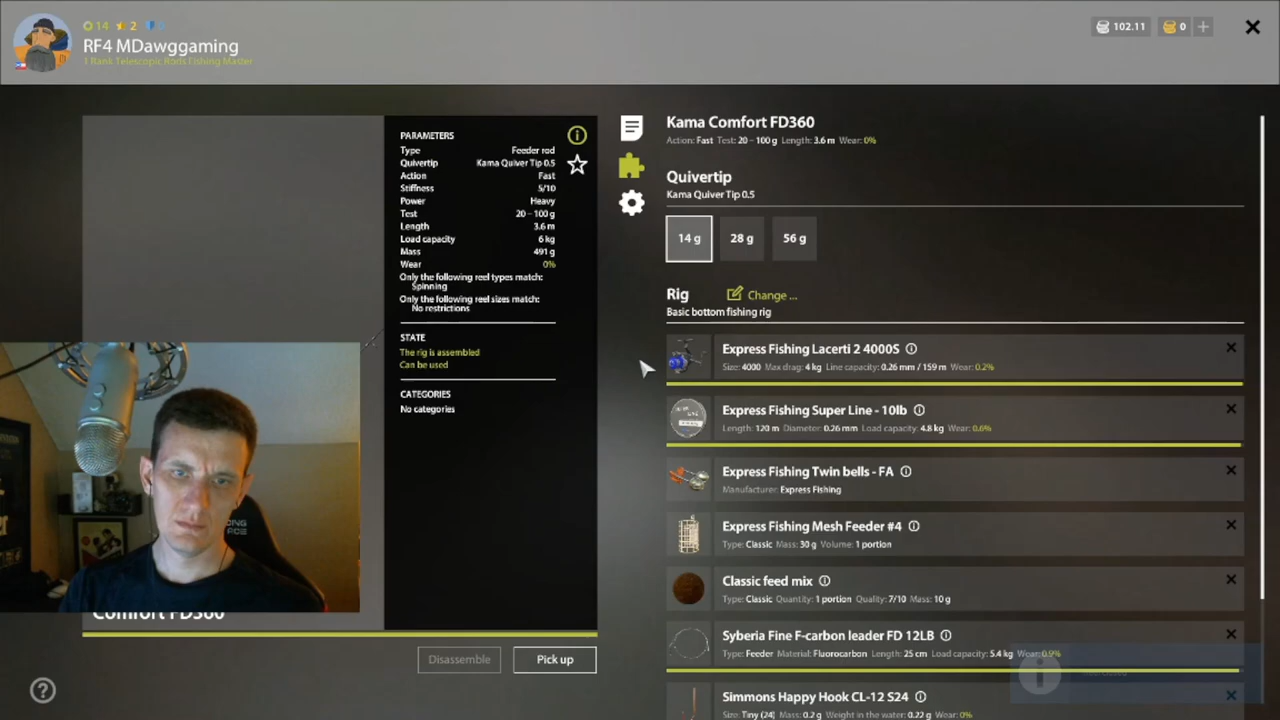 14 2
RF4 MDawggaming
1 Rank Telescopic Rods Fishing Master
102.11 0 +
PARAMETERS
Type Feeder rod
Quivertip Kama Quiver Tip 0.5
Action Fast
Stiffness 5/10
Power Heavy
Test 20 – 100 g
Length 3.6 m
Load capacity 6 kg
Mass 491 g
Wear 0%
Only the following reel types match:
Spinning
Only the following reel sizes match:
No restrictions
STATE
The rig is assembled
Can be used
CATEGORIES
No categories
Comfort FD360
Disassemble Pick up
Kama Comfort FD360
Action: Fast Test: 20 – 100 g Length: 3.6 m Wear: 0%
Quivertip
Kama Quiver Tip 0.5
14 g 28 g 56 g
Rig Change ...
Basic bottom fishing rig
Express Fishing Lacerti 2 4000S
Size: 4000 Max drag: 4 kg Line capacity: 0.26 mm / 159 m Wear: 0.2%
Express Fishing Super Line - 10lb
Length: 120 m Diameter: 0.26 mm Load capacity: 4.8 kg Wear: 0.6%
Express Fishing Twin bells - FA
Manufacturer: Express Fishing
Express Fishing Mesh Feeder #4
Type: Classic Mass: 30 g Volume: 1 portion
Classic feed mix
Type: Classic Quantity: 1 portion Quality: 7/10 Mass: 10 g
Syberia Fine F-carbon leader FD 12LB
Type: Feeder Material: Fluorocarbon Length: 25 cm Load capacity: 5.4 kg Wear: 0.9%
Simmons Happy Hook CL-12 S24
Size: Tiny (24) Mass: 0.2 g Weight in the water: 0.22 g Wear: 0%